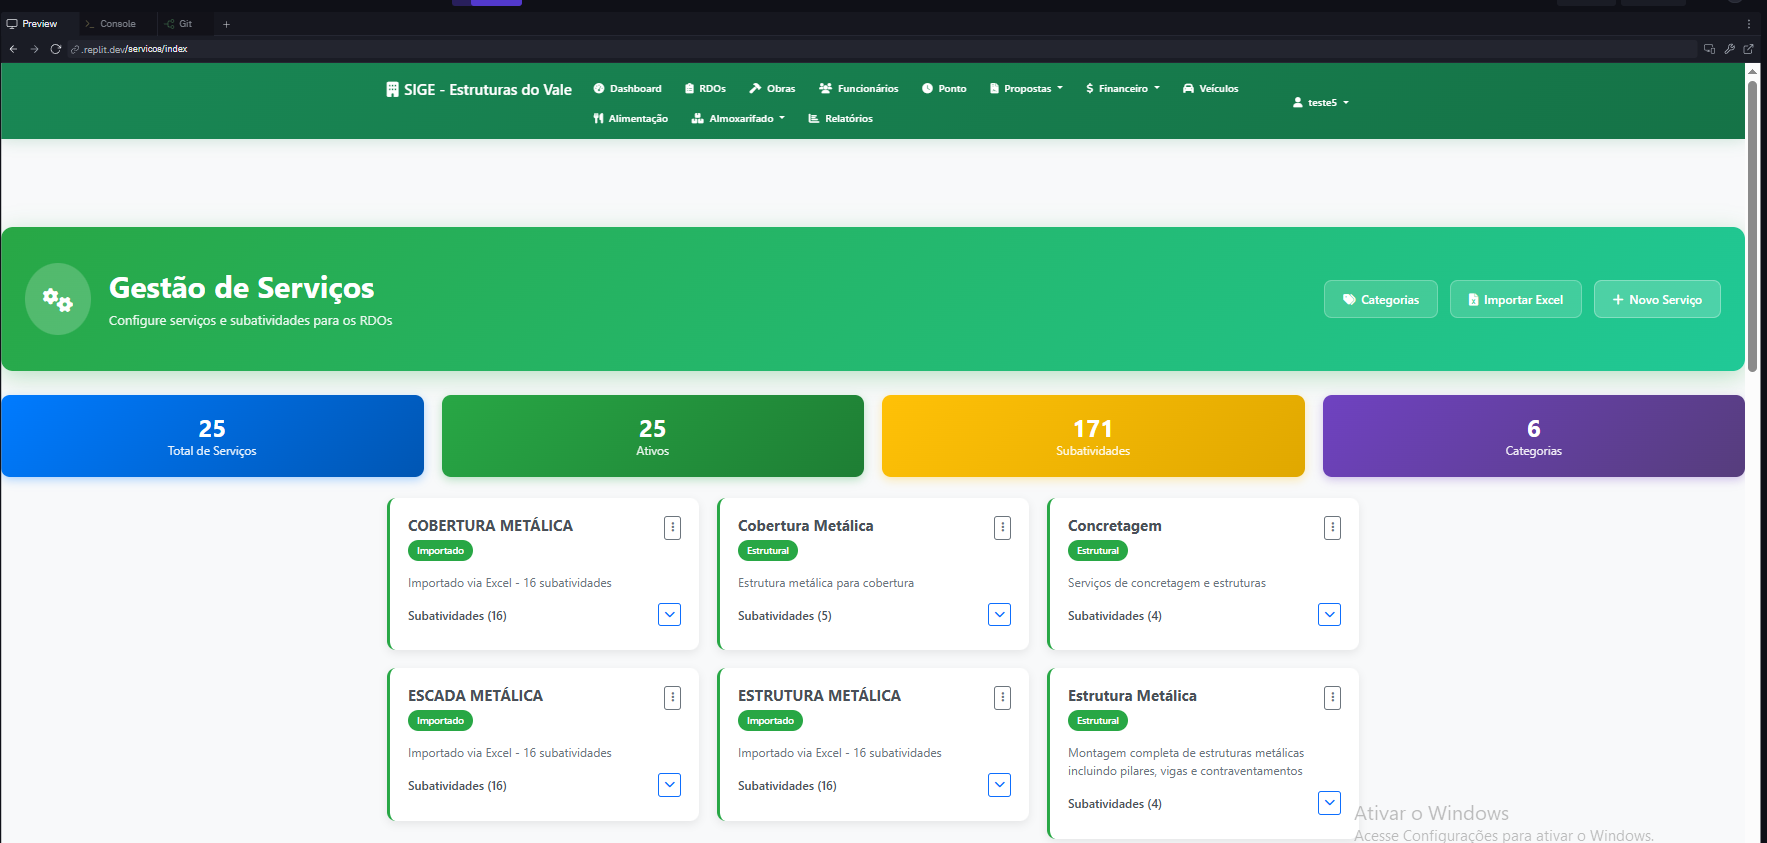 Preview
Console
Git
.replit.dev/servicos/index
SIGE - Estruturas do Vale
Dashboard
RDOs
Obras
Funcionários
Ponto
Propostas
Financeiro
Veículos
Alimentação
Almoxarifado
Relatórios
teste5
Gestão de Serviços
Configure serviços e subatividades para os RDOs
Categorias
Importar Excel
Novo Serviço
25
Total de Serviços
25
Ativos
171
Subatividades
6
Categorias
COBERTURA METÁLICA
Importado
Importado via Excel - 16 subatividades
Subatividades (16)
Cobertura Metálica
Estrutural
Estrutura metálica para cobertura
Subatividades (5)
Concretagem
Estrutural
Serviços de concretagem e estruturas
Subatividades (4)
ESCADA METÁLICA
Importado
Importado via Excel - 16 subatividades
Subatividades (16)
ESTRUTURA METÁLICA
Importado
Importado via Excel - 16 subatividades
Subatividades (16)
Estrutura Metálica
Estrutural
Montagem completa de estruturas metálicas
incluindo pilares, vigas e contraventamentos
Subatividades (4)
Ativar o Windows
Acesse Configurações para ativar o Windows.